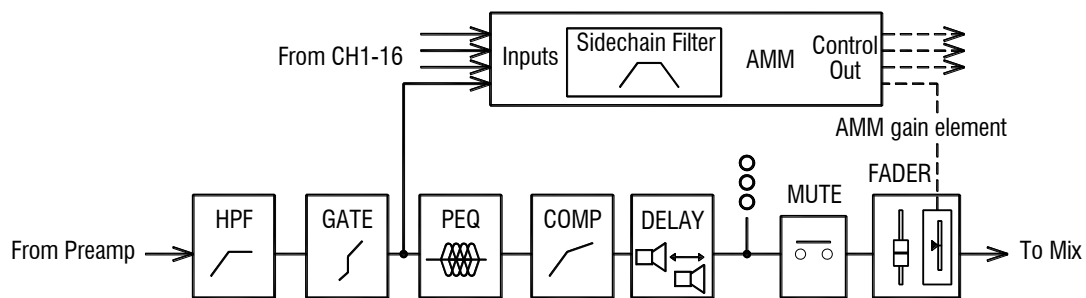 From CH1-16
Inputs
Sidechain Filter
AMM
Control
Out
AMM gain element
HPF
GATE
PEQ
COMP
DELAY
MUTE
FADER
From Preamp
To Mix